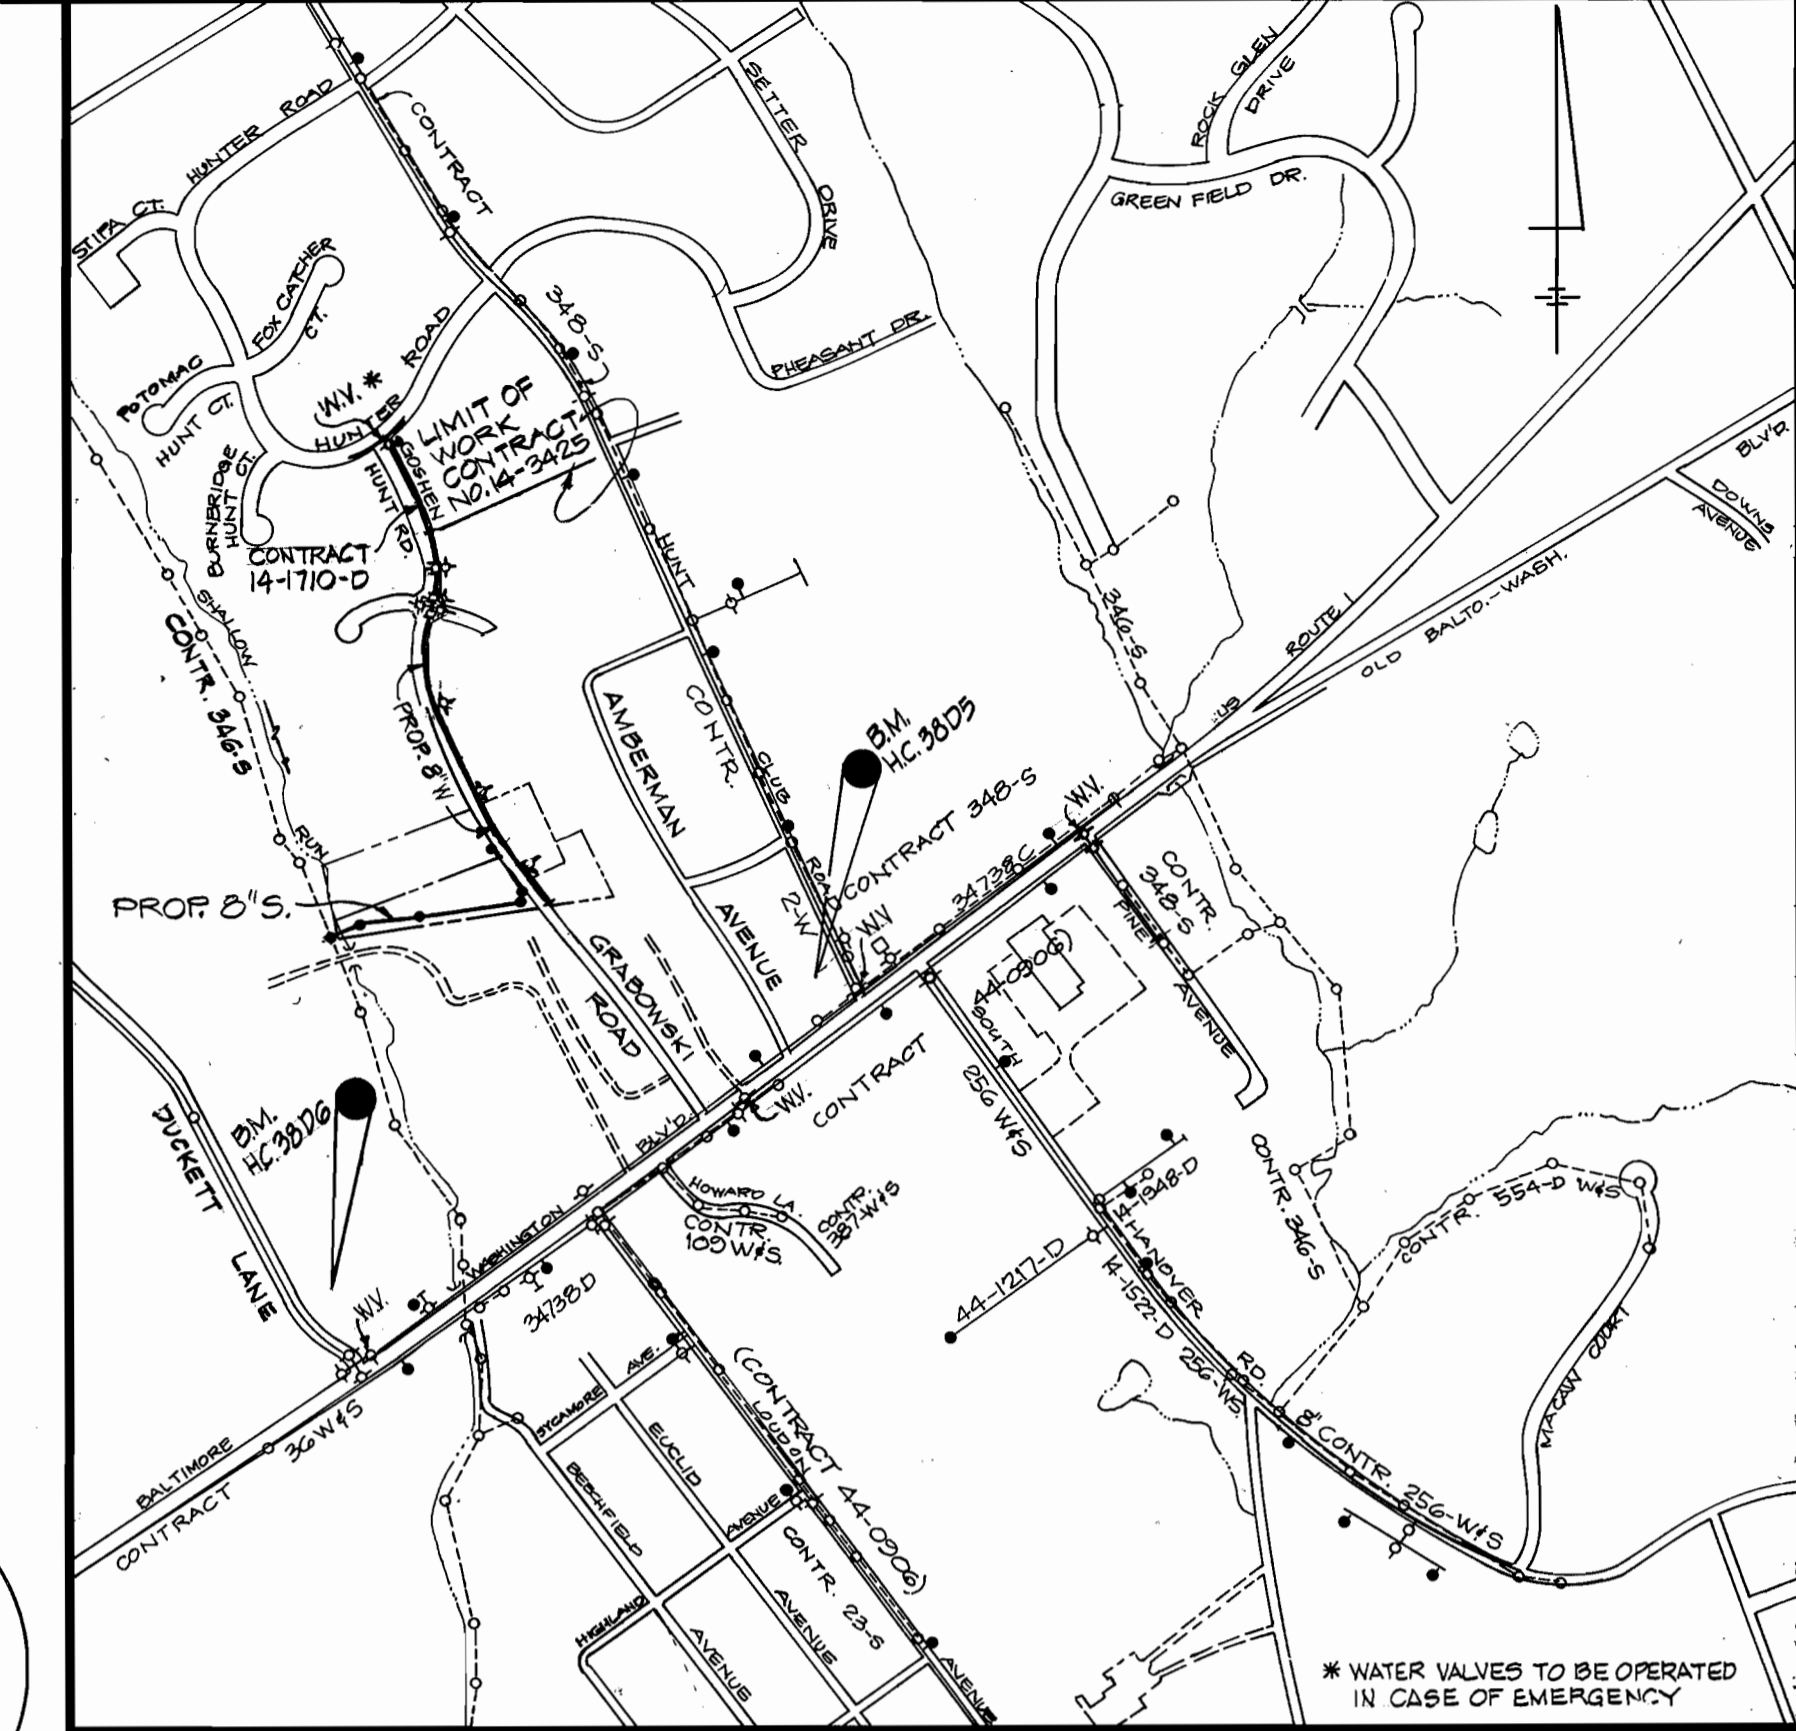 HUNTER ROAD
CONTRACT
348-S
SETTER
DRIVE
ROCK GLEN
DRIVE
GREEN FIELD DR.
STIFA CT.
FOX CATCHER
CT.
POTOMAC
HUNT CT.
W.V. *
HUNTER
ROAD
PHEASANT DR.
LIMIT OF
WORK
CONTRACT
NO. 14-3425
BURNBRIDGE
HUNT CT.
GOSHEN
HUNT RD.
CONTRACT
14-1710-D
HUNT
CLUB
ROAD
BLV'D.
DOWNS
AVENUE
OLD BALTO.-WASH.
US ROUTE 1
346-S
SHALLOW
RUN
CONTR. 346-S
PROP. 8" W
AMBERMAN
AVENUE
CONTR.
2-W
B.M.
H.C. 38D5
CONTRACT 348-S
W.V.
34738C
W.V.
CONTR.
348-S
PINE
AVENUE
PROP. 8" S.
GRABOWSKI
ROAD
44-0906)
SOUTH
CONTRACT
256 W&S
W.V.
B.M.
H.C. 38D6
DUCKETT
LANE
BLV'D.
WASHINGTON
BALTIMORE
HOWARD LA.
CONTR.
109 W&S.
CONTR.
387-W&S
W.V.
34738D
36 W&S
CONTRACT
14-1348-D
HANOVER
RD.
44-1217-D
14-1522-D
256-WS.
CONTR. 346-S
CONTR. 554-D W&S
MACAW COURT
8" CONTR. 256-W&S
SYCAMORE AVE.
EUCLID
AVENUE
BEECHFIELD
AVENUE
HIGHLAND
AVENUE
LOUDON
AVENUE
(CONTRACT 44-0906)
CONTR. 23-S
* WATER VALVES TO BE OPERATED
IN CASE OF EMERGENCY